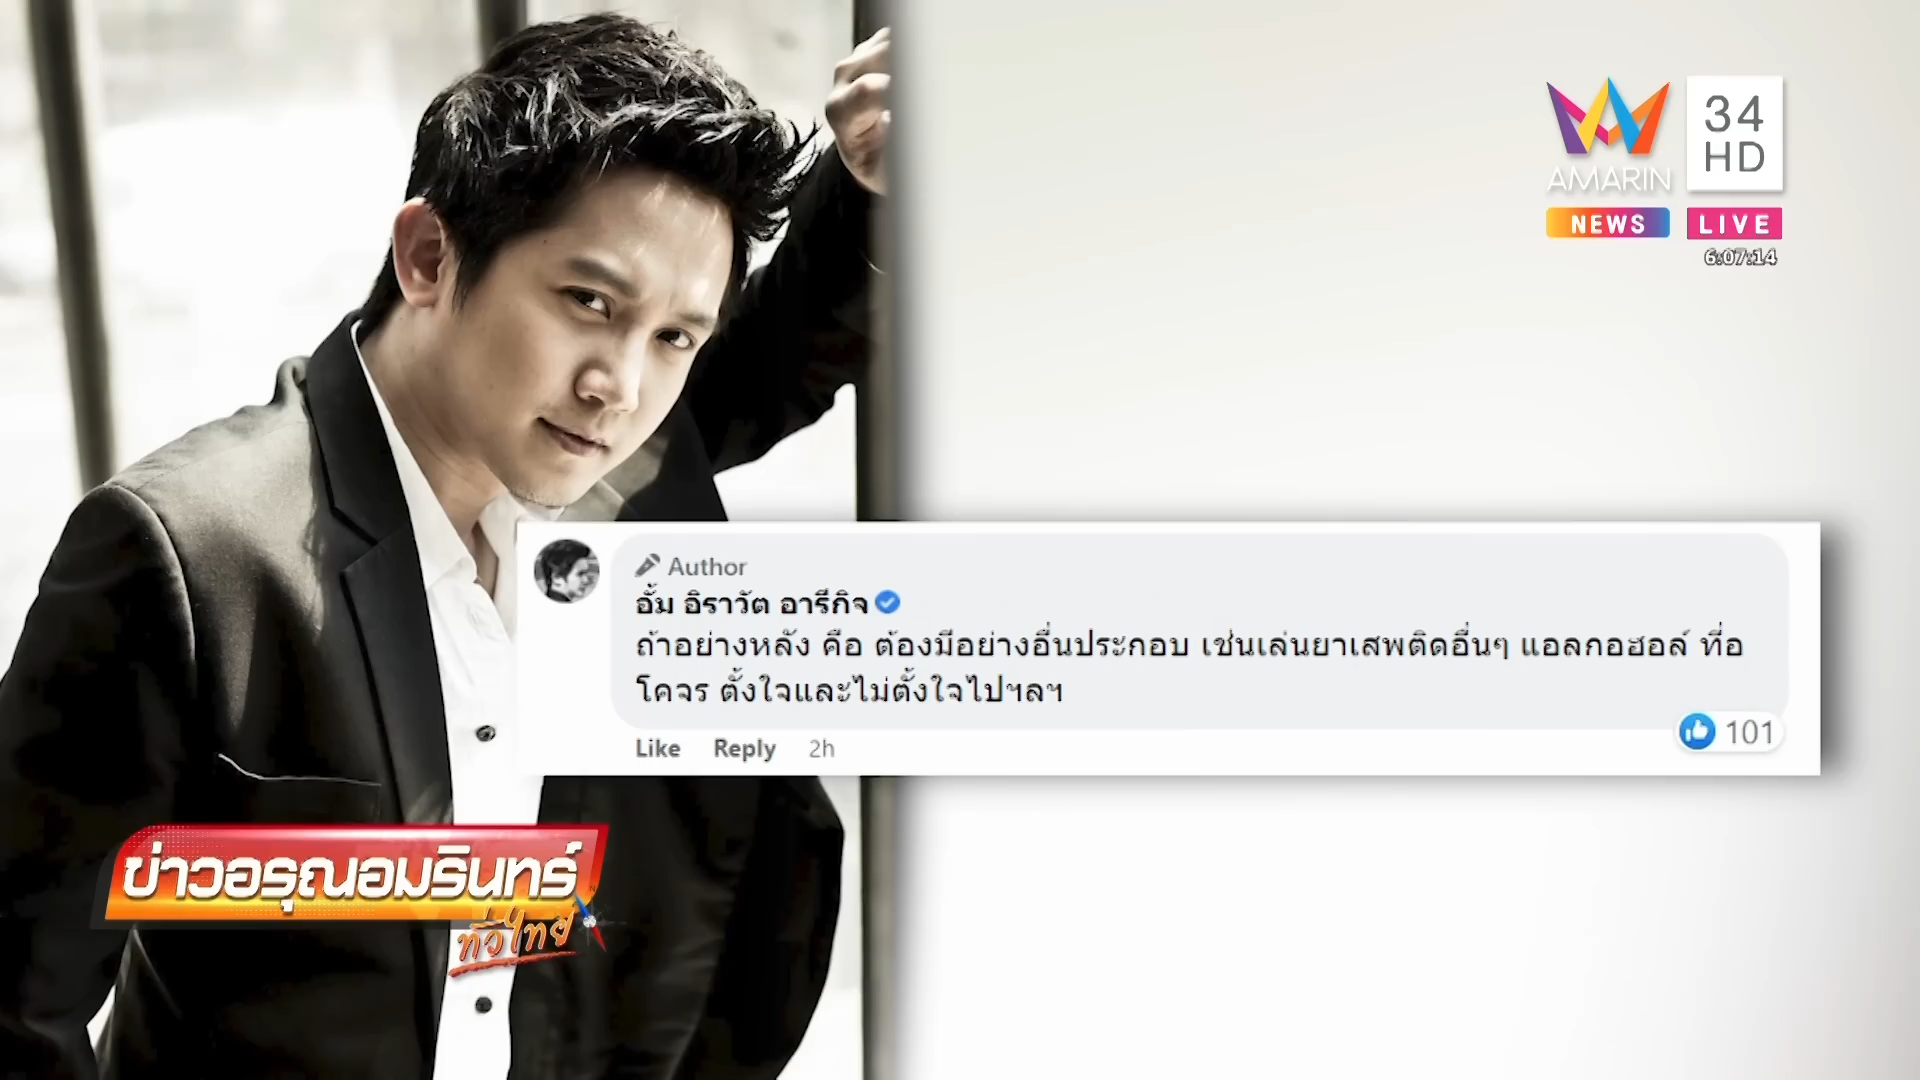 AMARIN
34
HD
NEWS
LIVE
6:07:14
Author
อั้ม อิราวัต อารีกิจ
ถ้าอย่างหลัง คือ ต้องมีอย่างอื่นประกอบ เช่นเล่นยาเสพติดอื่นๆ แอลกอฮอล์ ที่อ
โคจร ตั้งใจและไม่ตั้งใจไปฯลฯ
101
Like Reply 2h
ข่าวอรุณอมรินทร์
ทั่วไทย